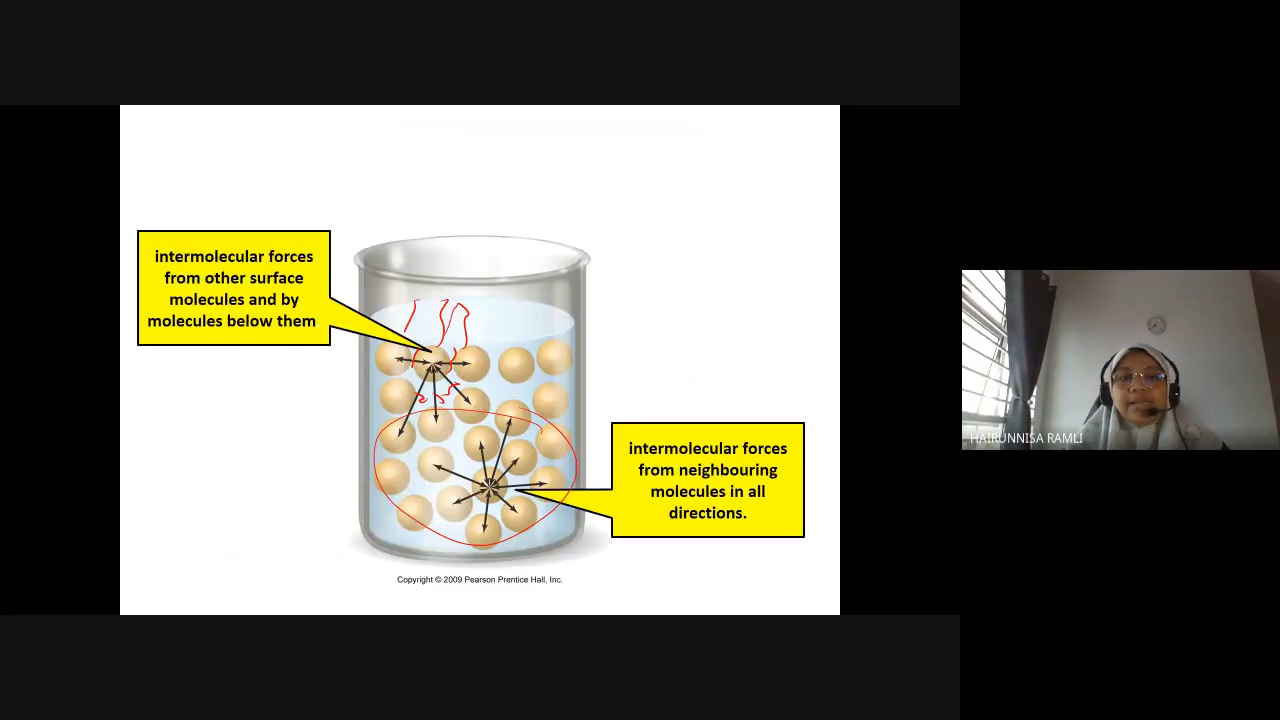 intermolecular forces
from other surface
molecules and by
molecules below them
intermolecular forces
from neighbouring
molecules in all
directions.
Copyright © 2009 Pearson Prentice Hall, Inc.
HAIRUNNISA RAMLI